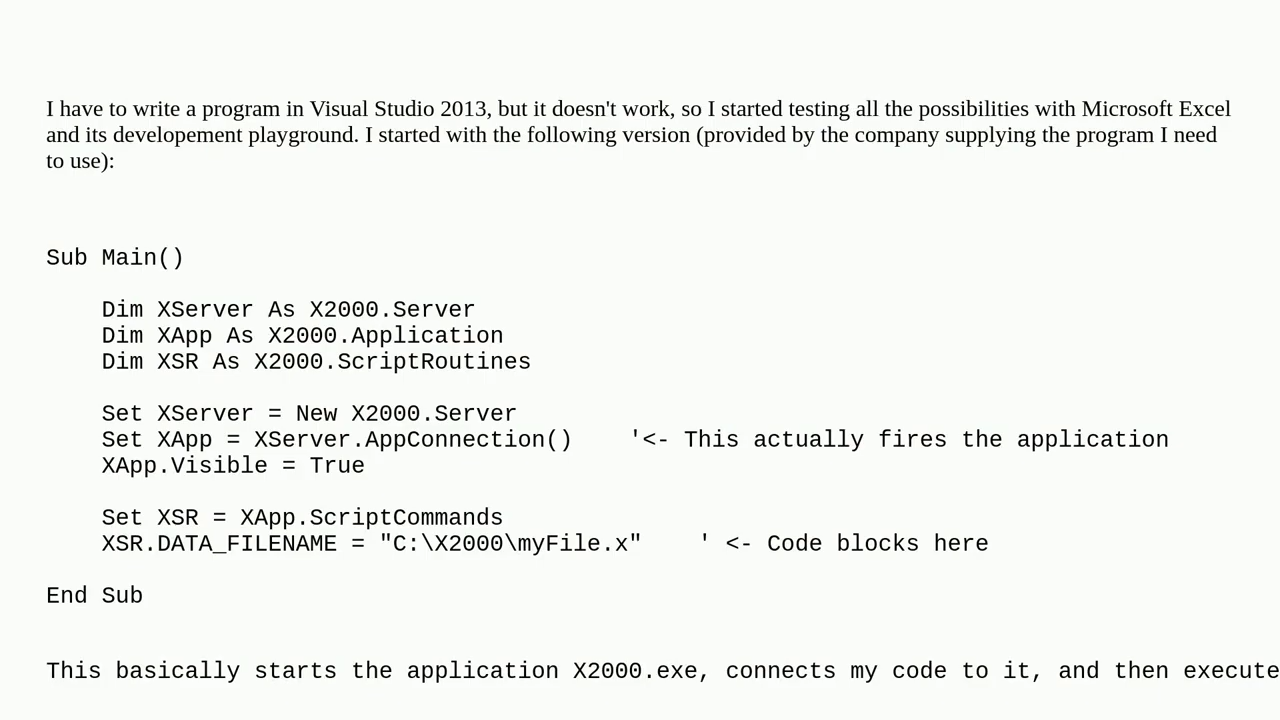 I have to write a program in Visual Studio 2013, but it doesn't work, so I started testing all the possibilities with Microsoft Excel
and its developement playground. I started with the following version (provided by the company supplying the program I need
to use):
Sub Main()
Dim XServer As X2000.Server
Dim XApp As X2000.Application
Dim XSR As X2000.ScriptRoutines
Set XServer = New X2000.Server
Set XApp = XServer.AppConnection()    '<- This actually fires the application
XApp.Visible = True
Set XSR = XApp.ScriptCommands
XSR.DATA_FILENAME = "C:\X2000\myFile.x"    ' <- Code blocks here
End Sub
This basically starts the application X2000.exe, connects my code to it, and then execute